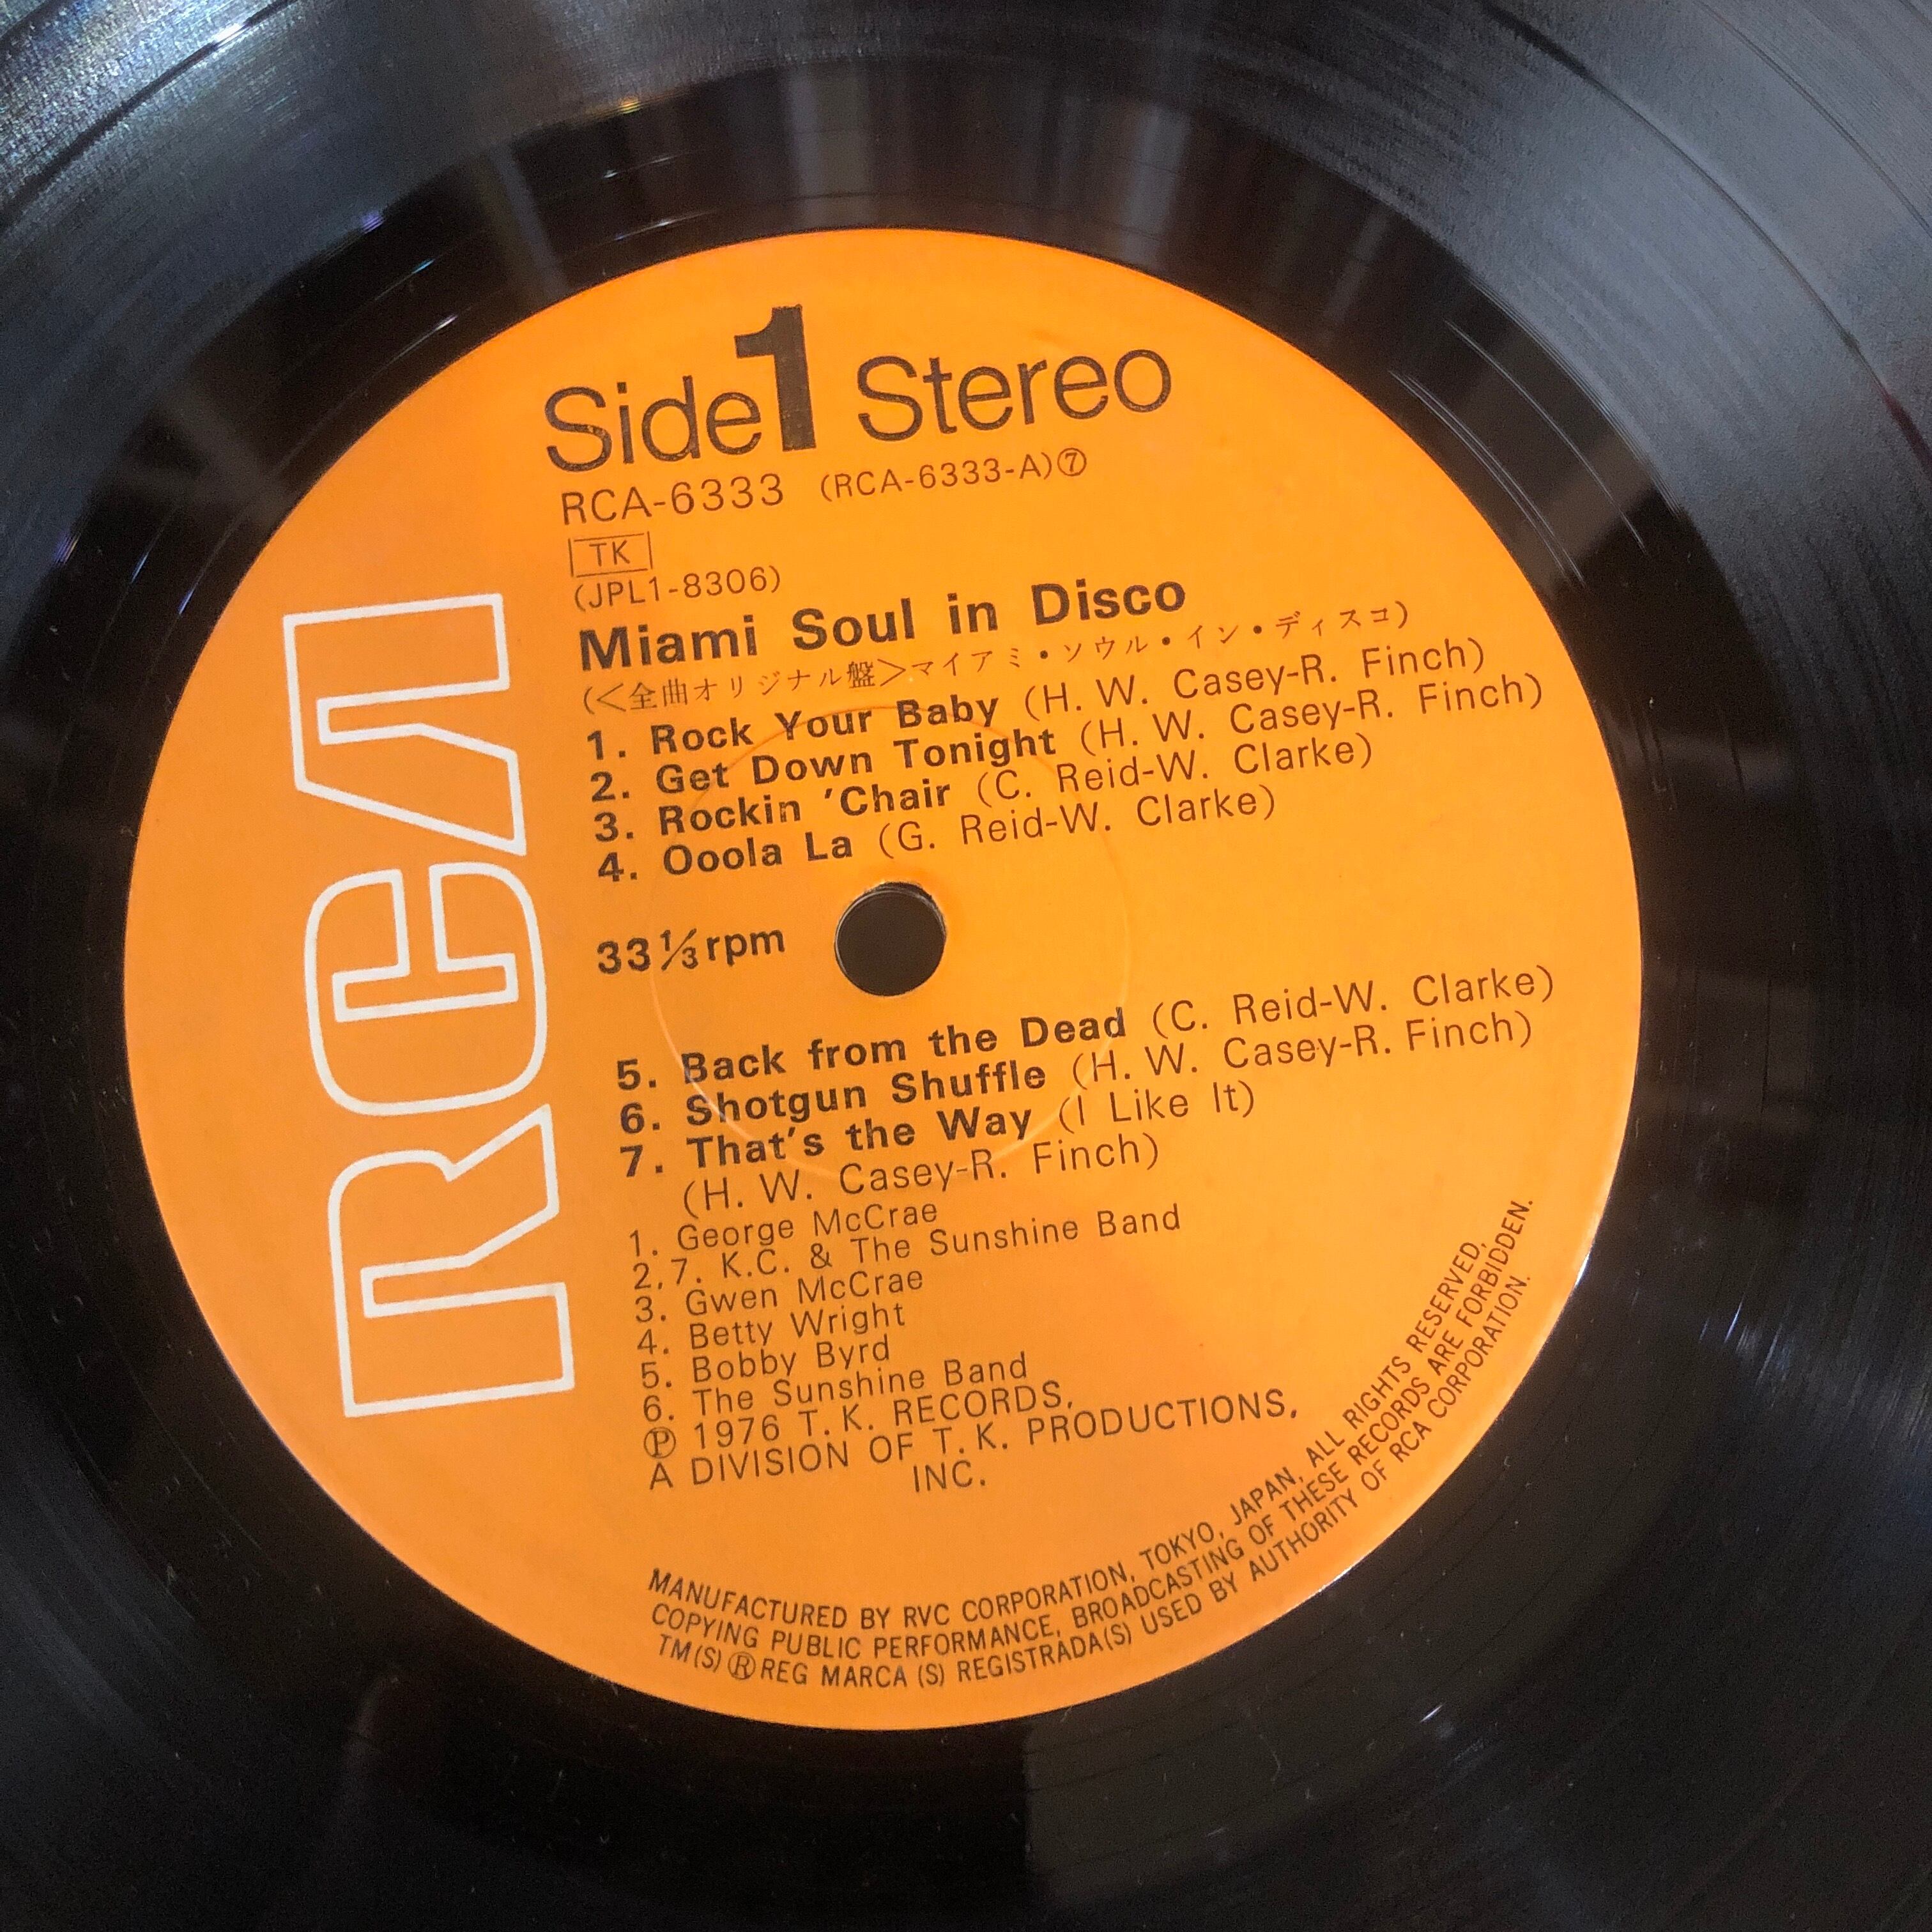 RCA
Side 1 Stereo
RCA-6333 (RCA-6333-A)⑦
TK
(JPL1-8306)
Miami Soul in Disco
(<全曲オリジナル盤>マイアミ・ソウル・イン・ディスコ)
1. Rock Your Baby (H. W. Casey-R. Finch)
2. Get Down Tonight (H. W. Casey-R. Finch)
3. Rockin 'Chair (C. Reid-W. Clarke)
4. Ooola La (G. Reid-W. Clarke)
33⅓rpm
5. Back from the Dead (C. Reid-W. Clarke)
6. Shotgun Shuffle (H. W. Casey-R. Finch)
7. That's the Way (I Like It)
(H. W. Casey-R. Finch)
1. George McCrae
2,7. K.C. & The Sunshine Band
3. Gwen McCrae
4. Betty Wright
5. Bobby Byrd
6. The Sunshine Band
℗ 1976 T. K. RECORDS,
A DIVISION OF T. K. PRODUCTIONS,
INC.
MANUFACTURED BY RVC CORPORATION, TOKYO, JAPAN, ALL RIGHTS RESERVED,
COPYING PUBLIC PERFORMANCE, BROADCASTING OF THESE RECORDS ARE FORBIDDEN.
TM(S) ® REG MARCA (S) REGISTRADA(S) USED BY AUTHORITY OF RCA CORPORATION.